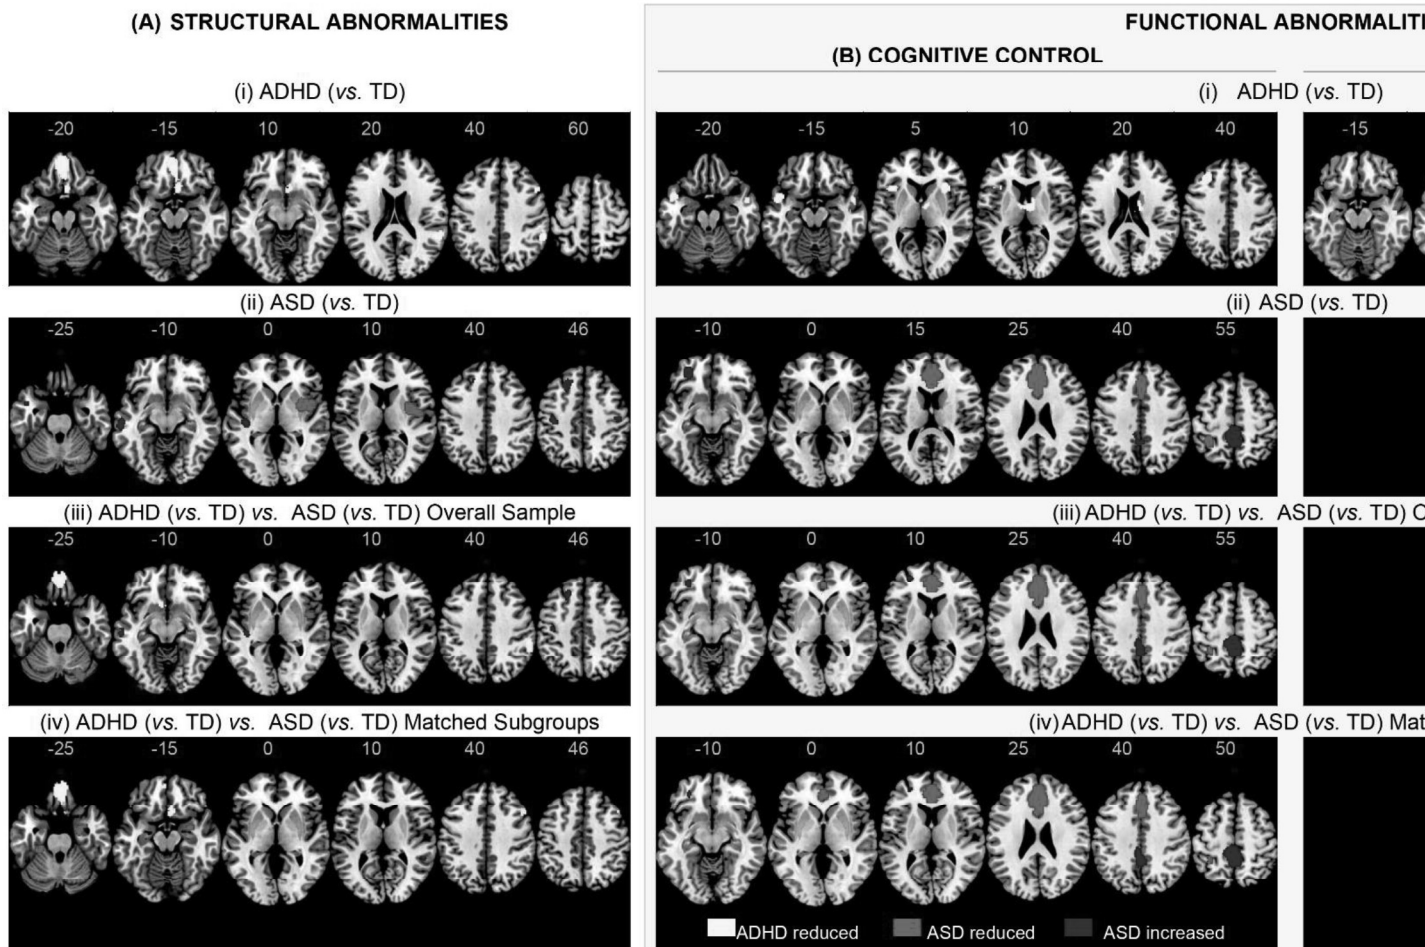 (A) STRUCTURAL ABNORMALITIES
(i) ADHD (vs. TD)
-20 -15 10 20 40 60
(ii) ASD (vs. TD)
-25 -10 0 10 40 46
(iii) ADHD (vs. TD) vs. ASD (vs. TD) Overall Sample
-25 -10 0 10 40 46
(iv) ADHD (vs. TD) vs. ASD (vs. TD) Matched Subgroups
-25 -15 0 10 40 46
FUNCTIONAL ABNORMALITI
(B) COGNITIVE CONTROL
(i) ADHD (vs. TD)
-20 -15 5 10 20 40 -15
(ii) ASD (vs. TD)
-10 0 15 25 40 55
(iii) ADHD (vs. TD) vs. ASD (vs. TD) O
-10 0 10 25 40 55
(iv) ADHD (vs. TD) vs. ASD (vs. TD) Mat
-10 0 10 25 40 50
ADHD reduced ASD reduced ASD increased